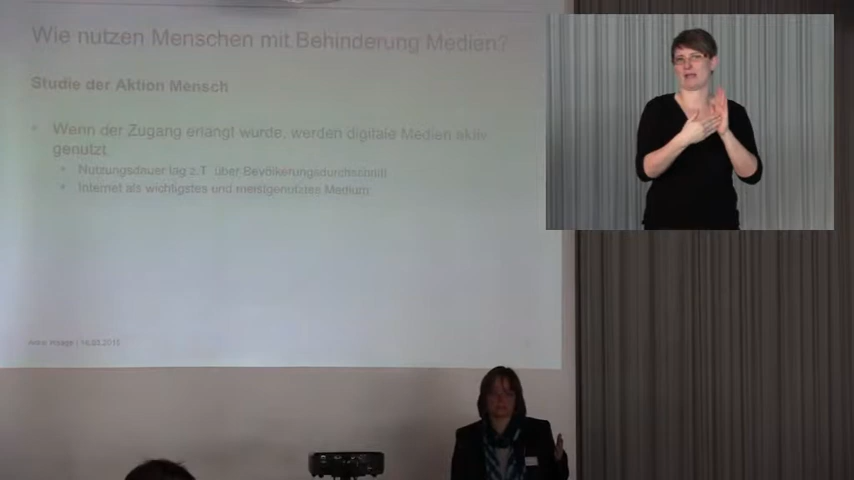 Wie nutzen Menschen mit Behinderung Medien?
Studie der Aktion Mensch
• Wenn der Zugang erlangt wurde, werden digitale Medien aktiv
genutzt
• Nutzungsdauer lag z.T. über Bevölkerungsdurchschnitt
• Internet als wichtigstes und meistgenutztes Medium